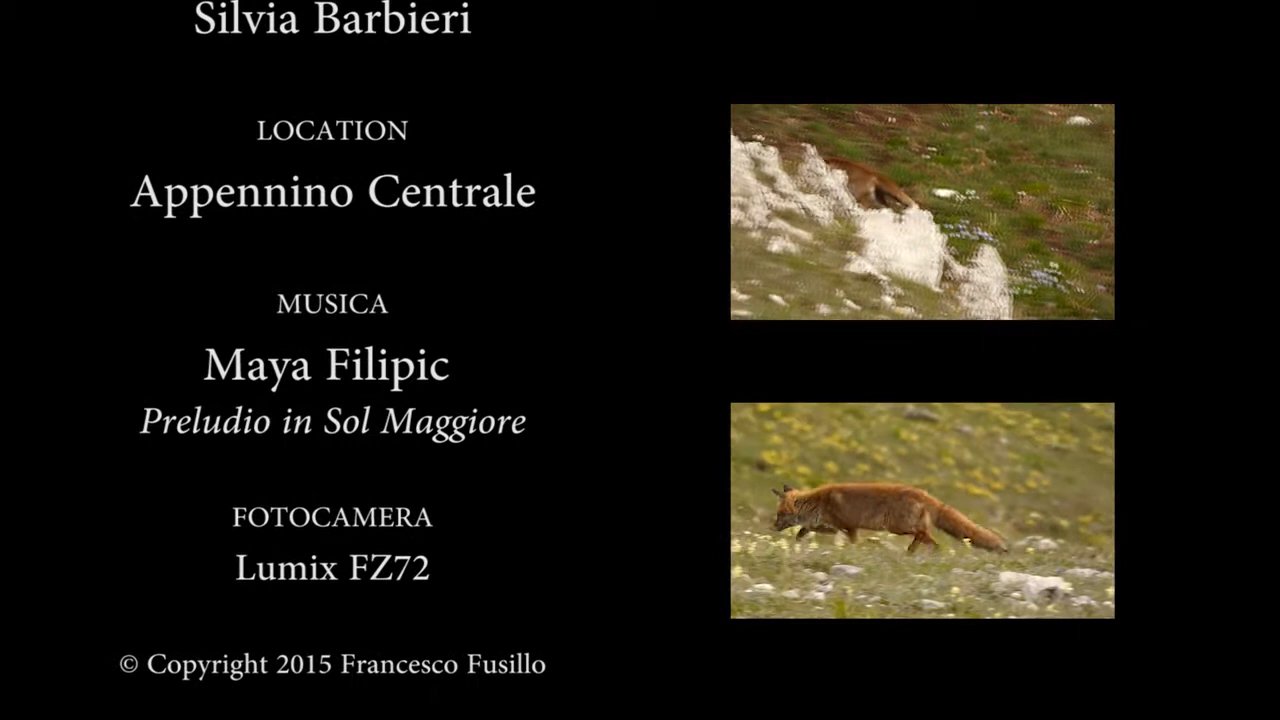 Silvia Barbieri
LOCATION
Appennino Centrale
MUSICA
Maya Filipic
Preludio in Sol Maggiore
FOTOCAMERA
Lumix FZ72
© Copyright 2015 Francesco Fusillo